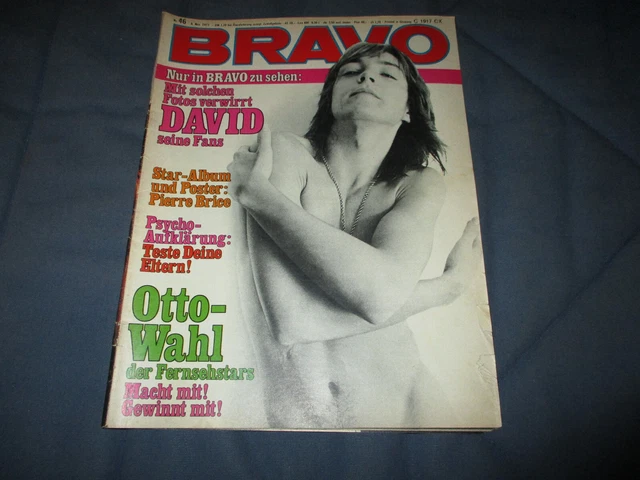 BRAVO
Nur in BRAVO zu sehen:
Mit solchen
Fotos verwirrt
DAVID
seine Fans
Star-Album
und Poster:
Pierre Brice
Psycho-
Aufklärung:
Teste Deine
Eltern!
Otto-
Wahl
der Fernsehstars
Macht mit!
Gewinnt mit!